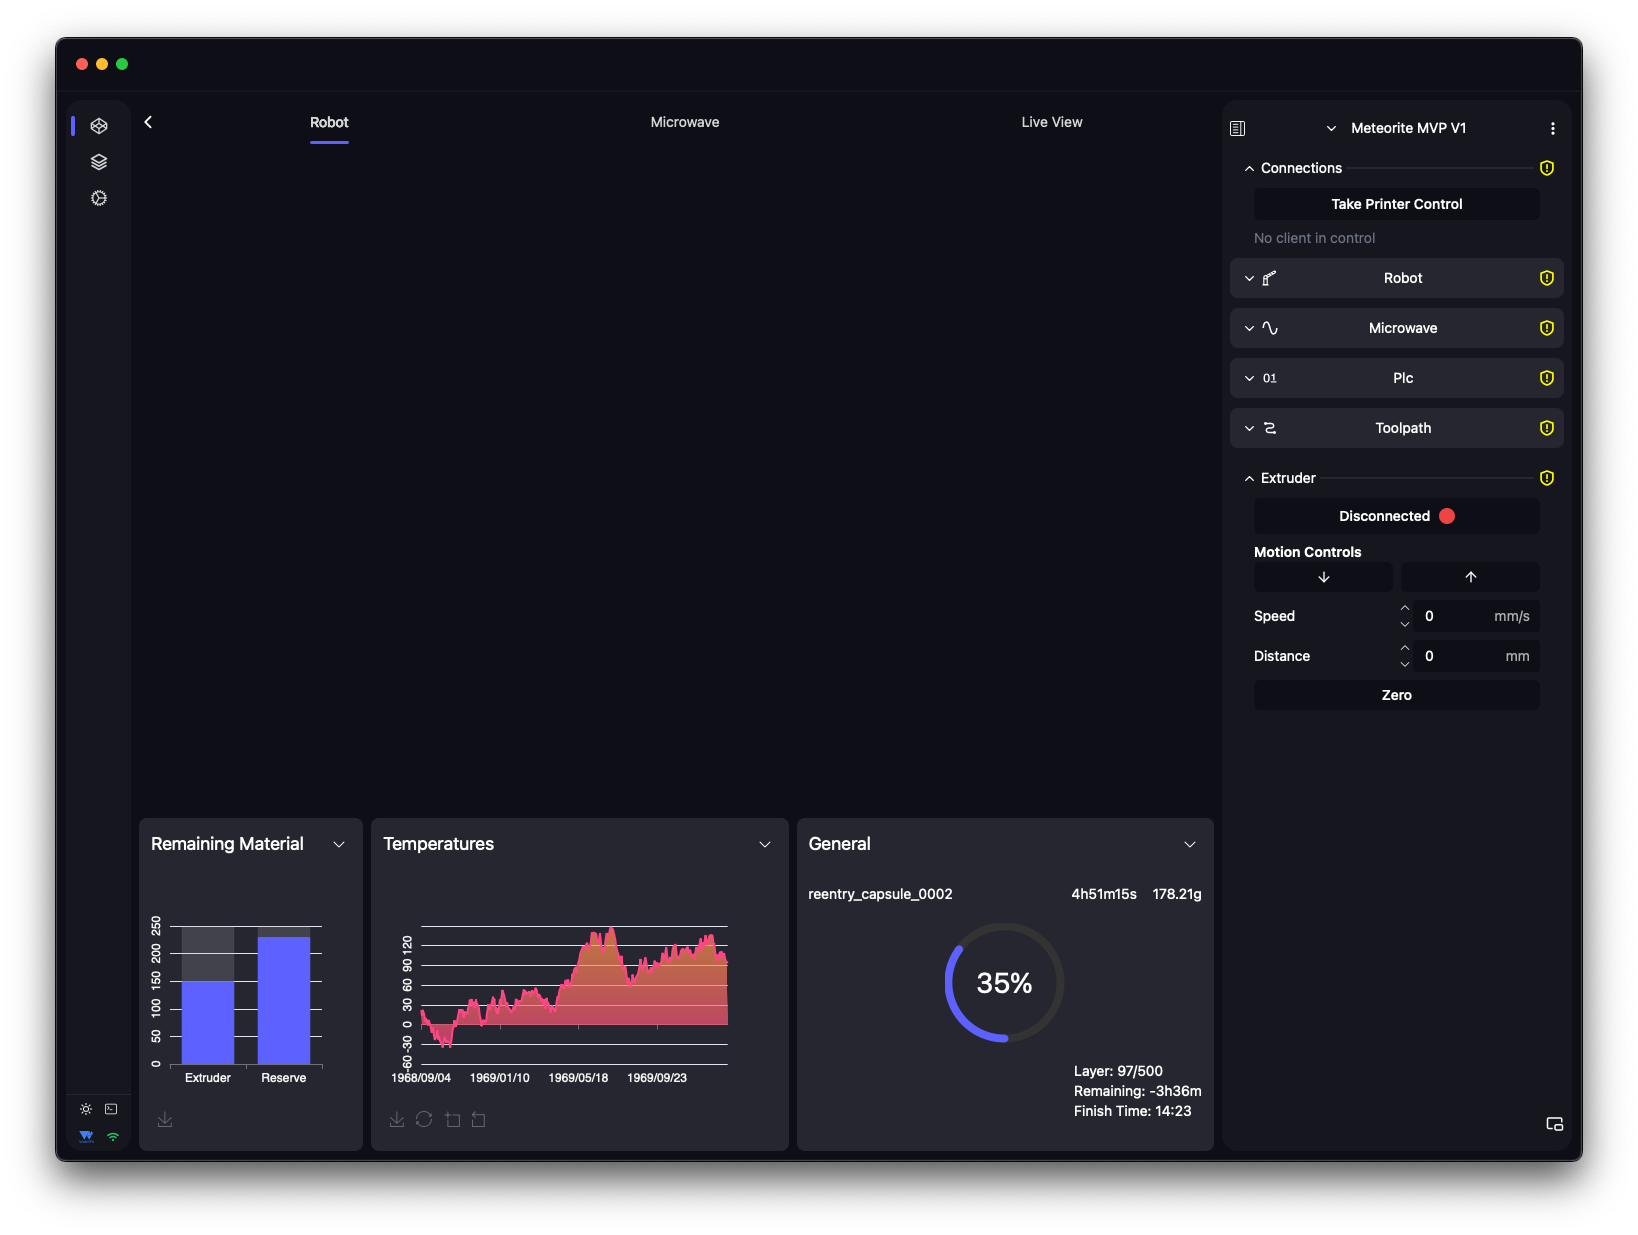 Robot
Microwave
Live View
Meteorite MVP V1
Connections
Take Printer Control
No client in control
Robot
Microwave
01 Plc
Toolpath
Extruder
Disconnected
Motion Controls
Speed 0 mm/s
Distance 0 mm
Zero
Remaining Material
250
200
150
100
50
0
Extruder Reserve
Temperatures
120
90
60
30
0
-30
-60
1968/09/04 1969/01/10 1969/05/18 1969/09/23
General
reentry_capsule_0002 4h51m15s 178.21g
35%
Layer: 97/500
Remaining: -3h36m
Finish Time: 14:23